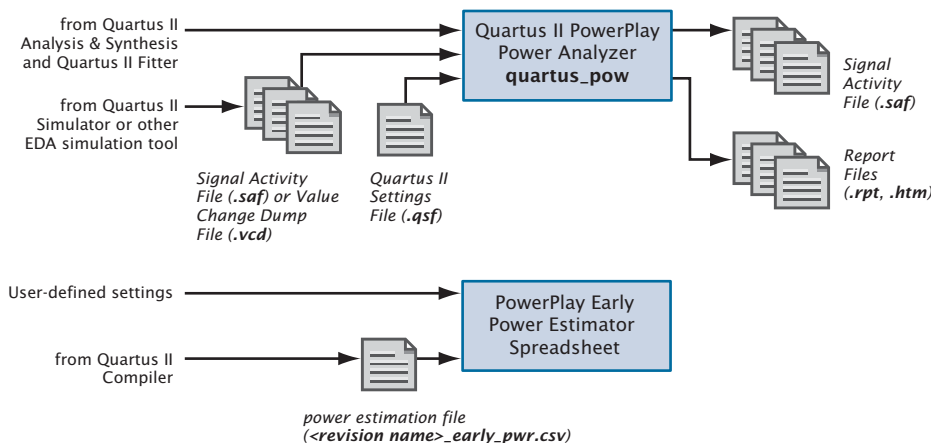 from Quartus II
Analysis & Synthesis
and Quartus II Fitter
Quartus II PowerPlay
Power Analyzer
quartus_pow
Signal
Activity
File (.saf)
from Quartus II
Simulator or other
EDA simulation tool
Signal Activity
File (.saf) or Value
Change Dump
File (.vcd)
Quartus II
Settings
File (.qsf)
Report
Files
(.rpt, .htm)
User-defined settings
PowerPlay Early
Power Estimator
Spreadsheet
from Quartus II
Compiler
power estimation file
(<revision name>_early_pwr.csv)